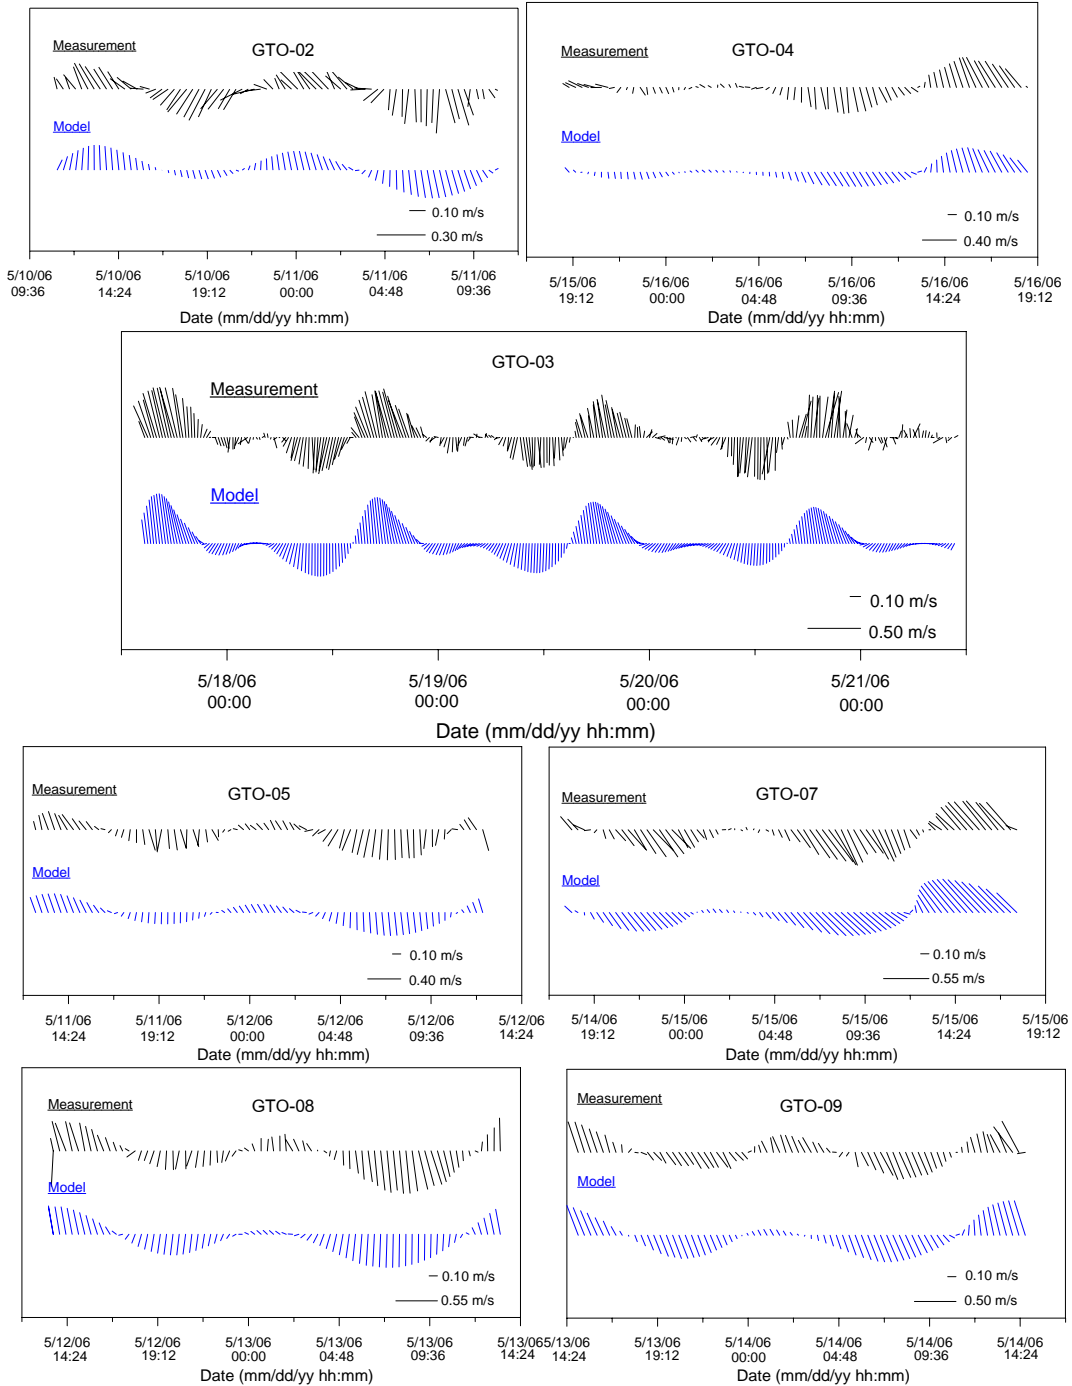 GTO-02
Measurement
Model
0.10 m/s
0.30 m/s
5/10/06 5/10/06 5/10/06 5/11/06 5/11/06 5/11/06
09:36 14:24 19:12 00:00 04:48 09:36
Date (mm/dd/yy hh:mm)
GTO-04
Measurement
Model
0.10 m/s
0.40 m/s
5/15/06 5/16/06 5/16/06 5/16/06 5/16/06 5/16/06
19:12 00:00 04:48 09:36 14:24 19:12
Date (mm/dd/yy hh:mm)
GTO-03
Measurement
Model
0.10 m/s
0.50 m/s
5/18/06 5/19/06 5/20/06 5/21/06
00:00 00:00 00:00 00:00
Date (mm/dd/yy hh:mm)
GTO-05
Measurement
Model
0.10 m/s
0.40 m/s
5/11/06 5/11/06 5/12/06 5/12/06 5/12/06 5/12/06
14:24 19:12 00:00 04:48 09:36 14:24
Date (mm/dd/yy hh:mm)
GTO-07
Measurement
Model
0.10 m/s
0.55 m/s
5/14/06 5/15/06 5/15/06 5/15/06 5/15/06 5/15/06
19:12 00:00 04:48 09:36 14:24 19:12
Date (mm/dd/yy hh:mm)
GTO-08
Measurement
Model
0.10 m/s
0.55 m/s
5/12/06 5/12/06 5/13/06 5/13/06 5/13/06 5/13/06
14:24 19:12 00:00 04:48 09:36 14:24
Date (mm/dd/yy hh:mm)
GTO-09
Measurement
Model
0.10 m/s
0.50 m/s
5/13/06 5/13/06 5/14/06 5/14/06 5/14/06 5/14/06
14:24 19:12 00:00 04:48 09:36 14:24
Date (mm/dd/yy hh:mm)